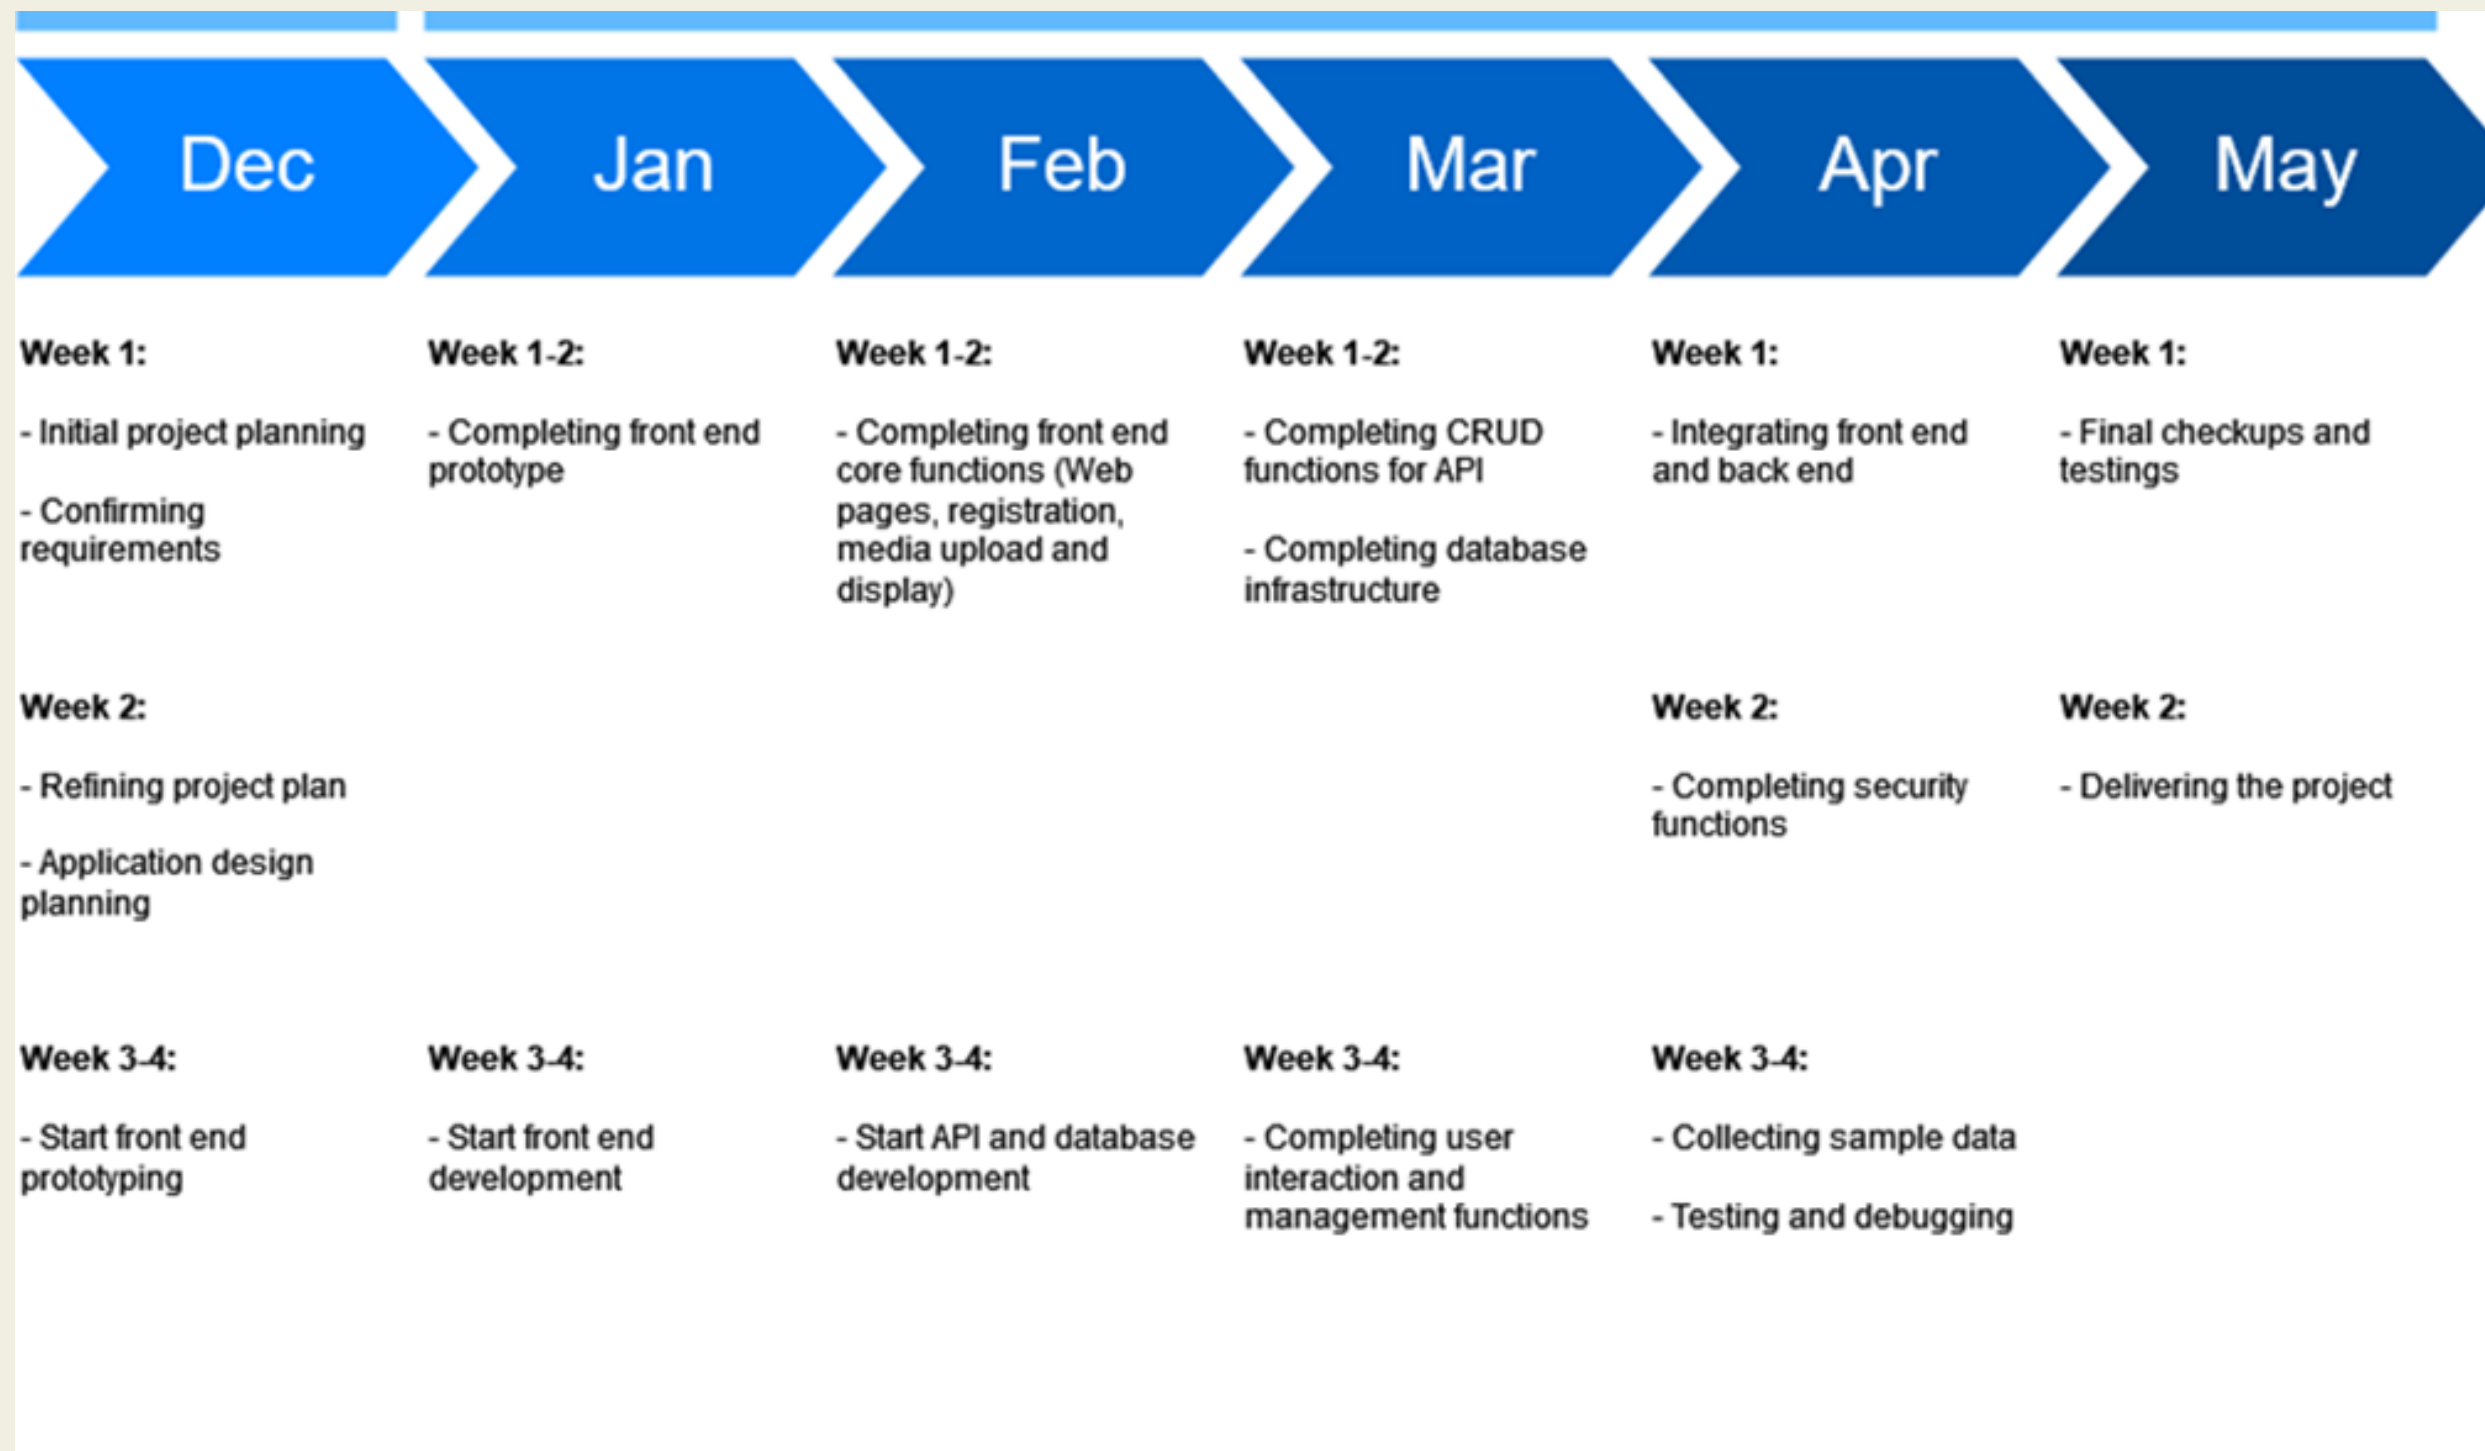 Dec
Jan
Feb
Mar
Apr
May
Week 1:
- Initial project planning
- Confirming
requirements
Week 2:
- Refining project plan
- Application design
planning
Week 3-4:
- Start front end
prototyping
Week 1-2:
- Completing front end
prototype
Week 3-4:
- Start front end
development
Week 1-2:
- Completing front end
core functions (Web
pages, registration,
media upload and
display)
Week 3-4:
- Start API and database
development
Week 1-2:
- Completing CRUD
functions for API
- Completing database
infrastructure
Week 3-4:
- Completing user
interaction and
management functions
Week 1:
- Integrating front end
and back end
Week 2:
- Completing security
functions
Week 3-4:
- Collecting sample data
- Testing and debugging
Week 1:
- Final checkups and
testings
Week 2:
- Delivering the project